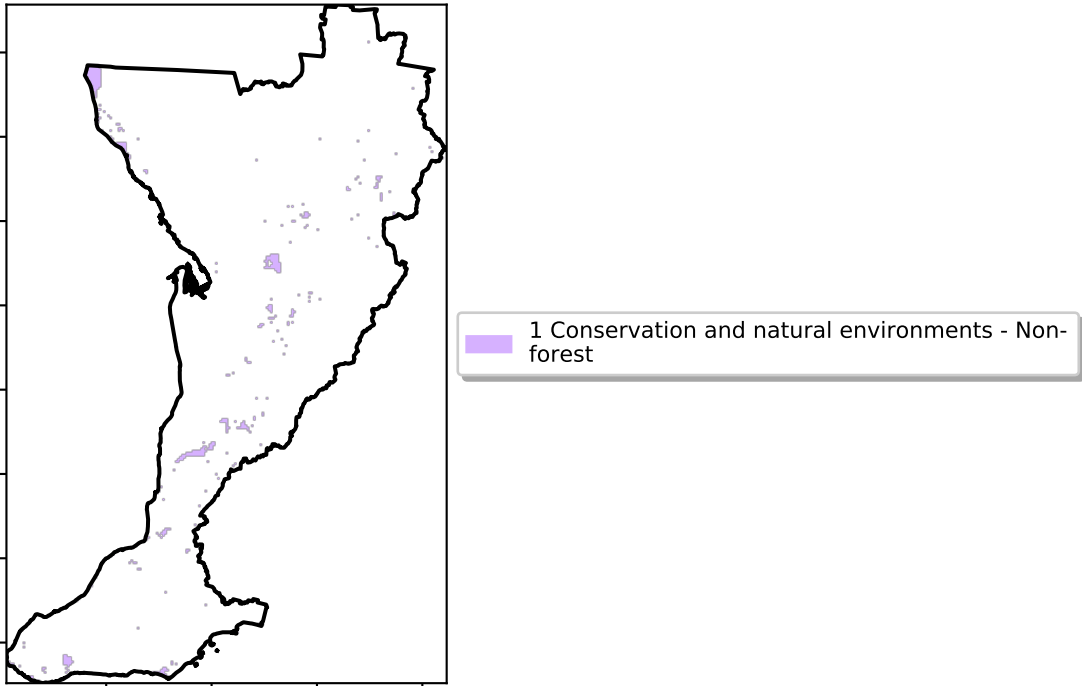 1 Conservation and natural environments - Non-
forest